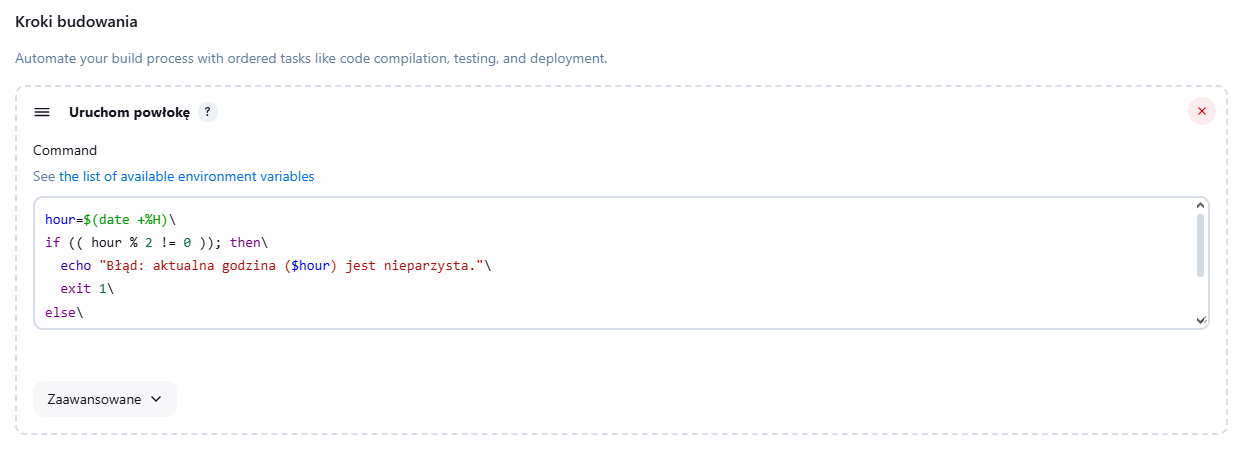 Kroki budowania
Automate your build process with ordered tasks like code compilation, testing, and deployment.
Uruchom powłokę ?
Command
See the list of available environment variables
hour=$(date +%H)\
if (( hour % 2 != 0 )); then\
  echo "Błąd: aktualna godzina ($hour) jest nieparzysta."\
  exit 1\
else\
Zaawansowane